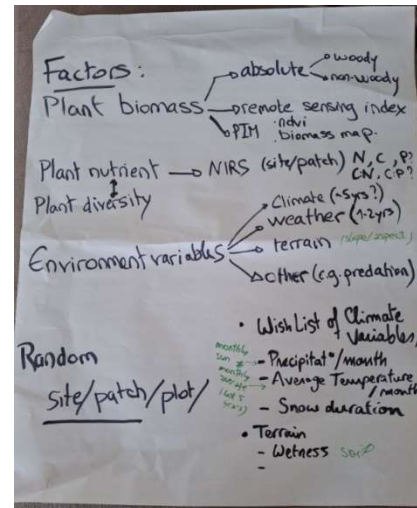 Factors:
Plant biomass
absolute
woody
non-woody
remote sensing index
ndvi
PIM
biomass map.
Plant nutrient → NIRS (site/patch) N, C, P?
C:P?
Plant diversity
Environment variables
Climate (~5yrs?)
weather (1-2yrs)
terrain
other (e.g. predation)
Random
site/patch/plot/
• Wish List of Climate
Variables
monthly
sum
- Precipitat°/month
monthly
- Average Temperature
/month
- Snow duration
• Terrain
- Wetness
-